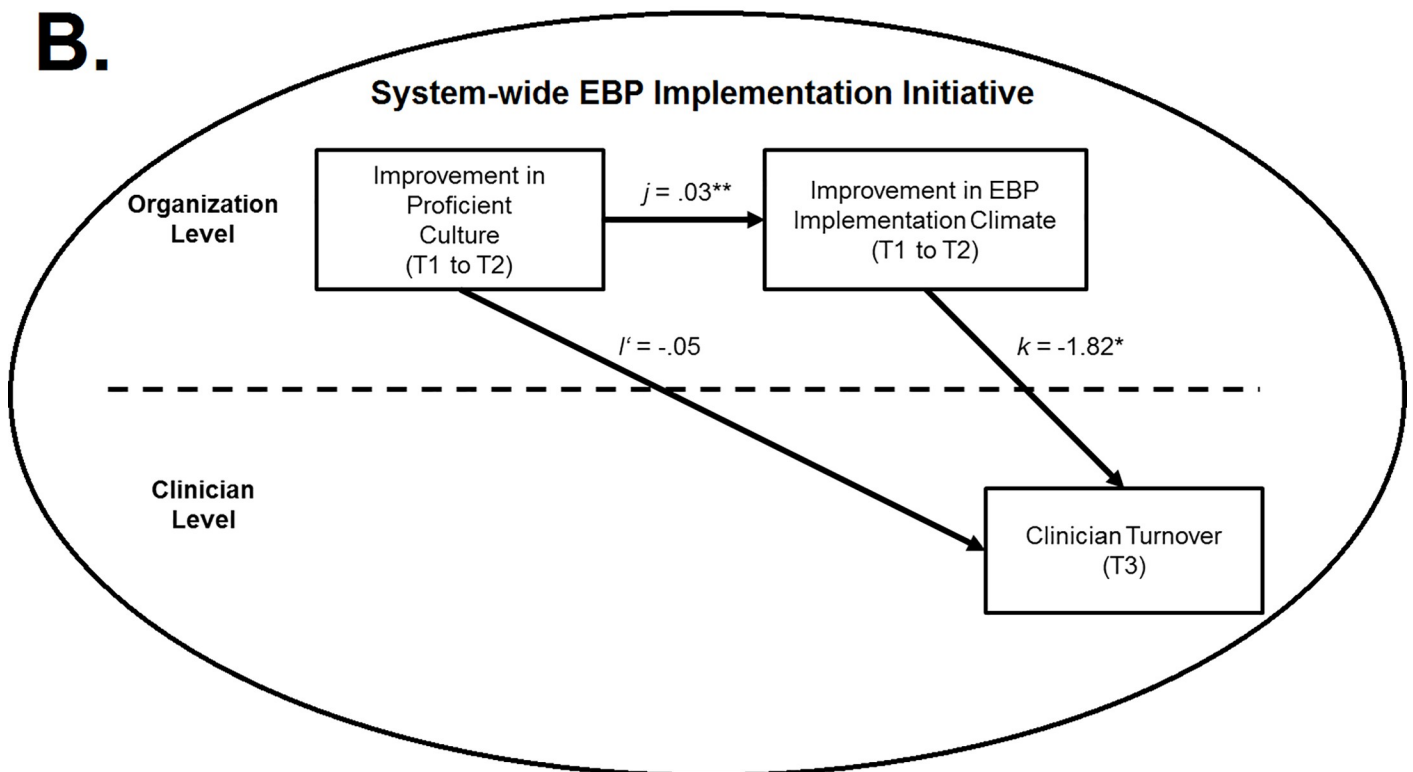 B.
System-wide EBP Implementation Initiative
Organization
Level
Improvement in
Proficient
Culture
(T1 to T2)
j = .03**
Improvement in EBP
Implementation Climate
(T1 to T2)
l‘ = -.05
k = -1.82*
Clinician
Level
Clinician Turnover
(T3)